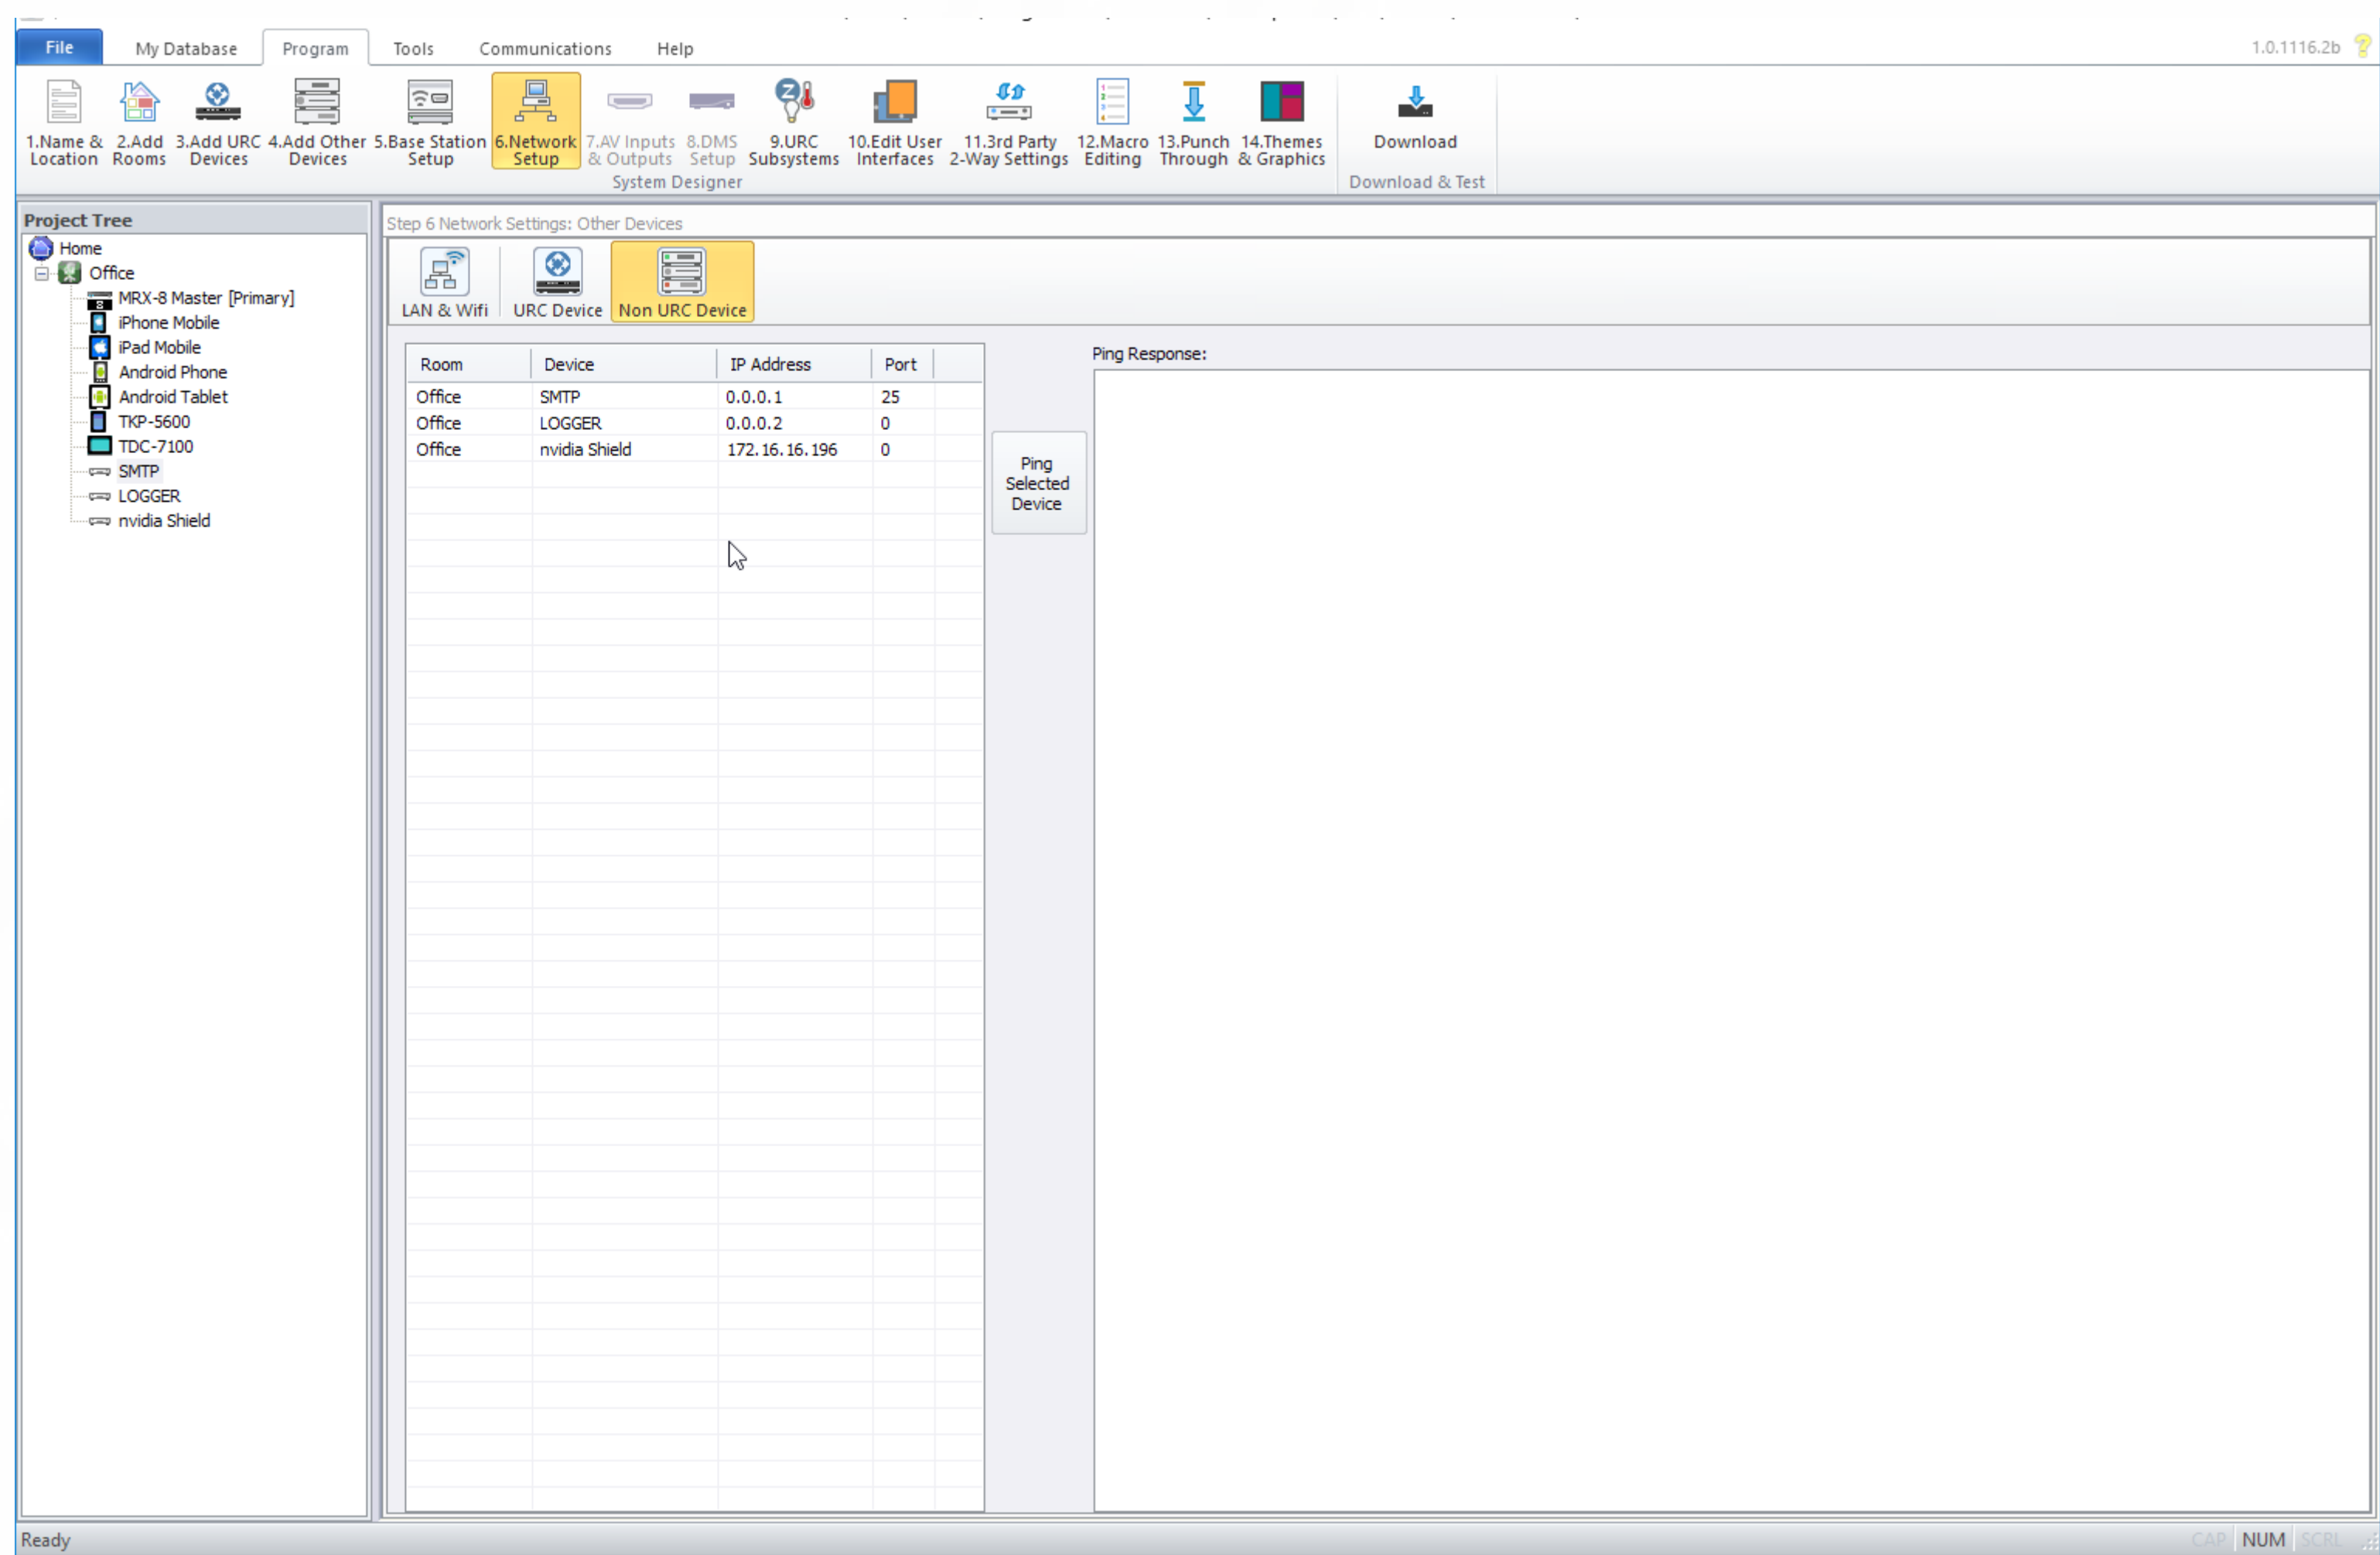 File My Database Program Tools Communications Help 1.0.1116.2b
1.Name & Location
2.Add Rooms
3.Add URC Devices
4.Add Other Devices
5.Base Station Setup
6.Network Setup
7.AV Inputs & Outputs
8.DMS Setup
9.URC Subsystems
10.Edit User Interfaces
11.3rd Party 2-Way Settings
12.Macro Editing
13.Punch Through
14.Themes & Graphics
Download
System Designer
Download & Test
Project Tree
Home
Office
MRX-8 Master [Primary]
iPhone Mobile
iPad Mobile
Android Phone
Android Tablet
TKP-5600
TDC-7100
SMTP
LOGGER
nvidia Shield
Step 6 Network Settings: Other Devices
LAN & Wifi
URC Device
Non URC Device
Room Device IP Address Port
Office SMTP 0.0.0.1 25
Office LOGGER 0.0.0.2 0
Office nvidia Shield 172.16.16.196 0
Ping
Selected
Device
Ping Response:
Ready
CAP NUM SCRL